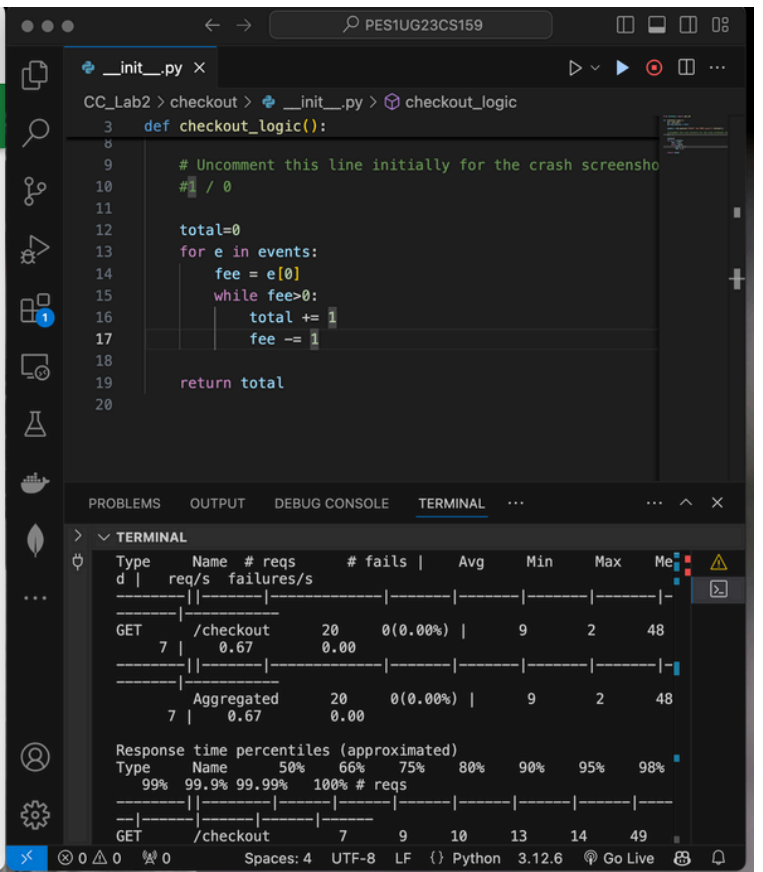 PES1UG23CS159
__init__.py
CC_Lab2 > checkout > __init__.py > checkout_logic
3 def checkout_logic():
8
9 # Uncomment this line initially for the crash screensho
10 #1 / 0
11
12 total=0
13 for e in events:
14 fee = e[0]
15 while fee>0:
16 total += 1
17 fee -= 1
18
19 return total
20
1
PROBLEMS OUTPUT DEBUG CONSOLE TERMINAL ...
TERMINAL
Type Name # reqs # fails | Avg Min Max Me
d | req/s failures/s
--------||-------|-------------|-------|-------|-------|-
-------|-----------
GET /checkout 20 0(0.00%) | 9 2 48
7 | 0.67 0.00
--------||-------|-------------|-------|-------|-------|-
-------|-----------
Aggregated 20 0(0.00%) | 9 2 48
7 | 0.67 0.00
Response time percentiles (approximated)
Type Name 50% 66% 75% 80% 90% 95% 98%
99% 99.9% 99.99% 100% # reqs
--------||--------|------|------|------|------|------|----
--|------|------|------|------
GET /checkout 7 9 10 13 14 49
0 0 0 Spaces: 4 UTF-8 LF {} Python 3.12.6 Go Live